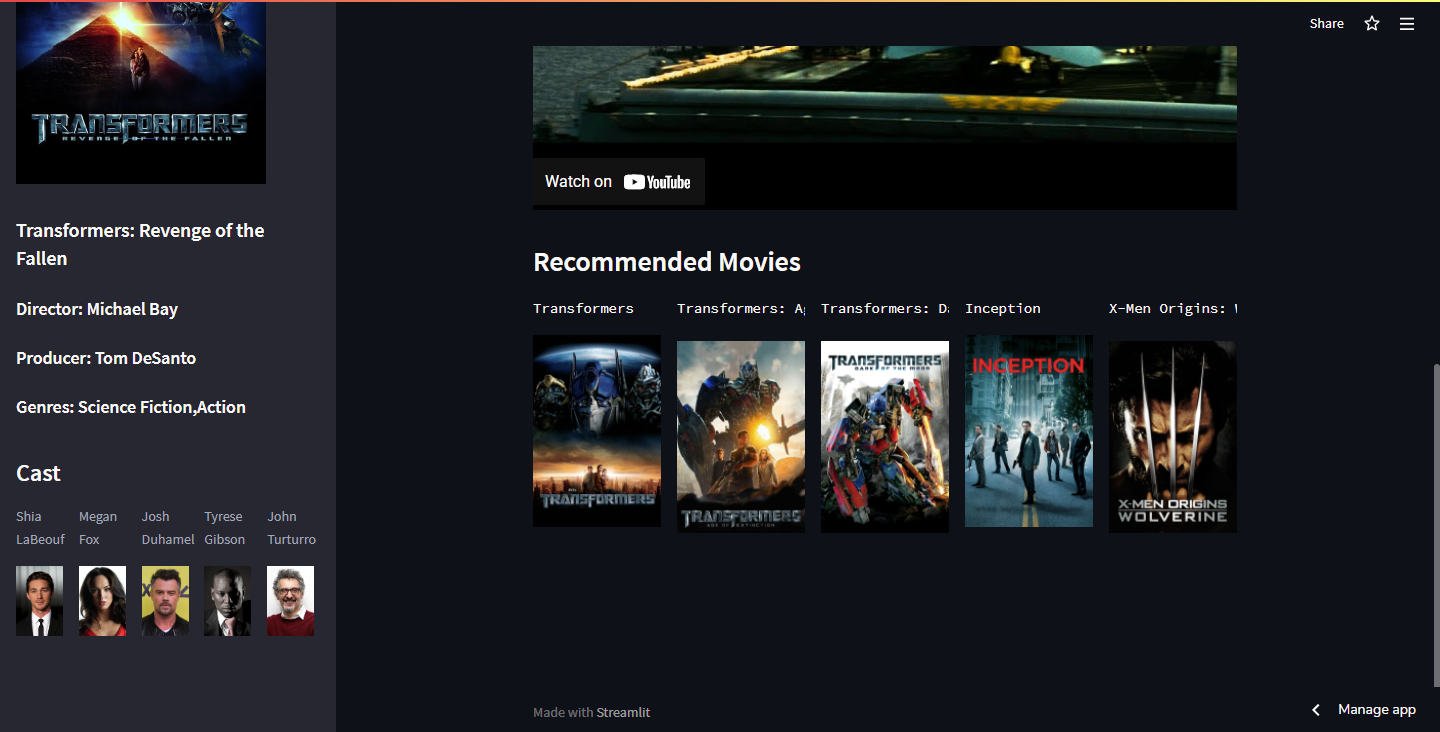 TRANSFORMERS
REVENGE OF THE FALLEN
Transformers: Revenge of the
Fallen
Director: Michael Bay
Producer: Tom DeSanto
Genres: Science Fiction,Action
Cast
Shia LaBeouf
Megan Fox
Josh Duhamel
Tyrese Gibson
John Turturro
Share
Watch on YouTube
Recommended Movies
Transformers
Transformers: Ag
Transformers: Da
Inception
X-Men Origins: W
TRANSFORMERS
TRANSFORMERS
AGE OF EXTINCTION
TRANSFORMERS
DARK OF THE MOON
INCEPTION
X-MEN ORIGINS
WOLVERINE
Made with Streamlit
Manage app